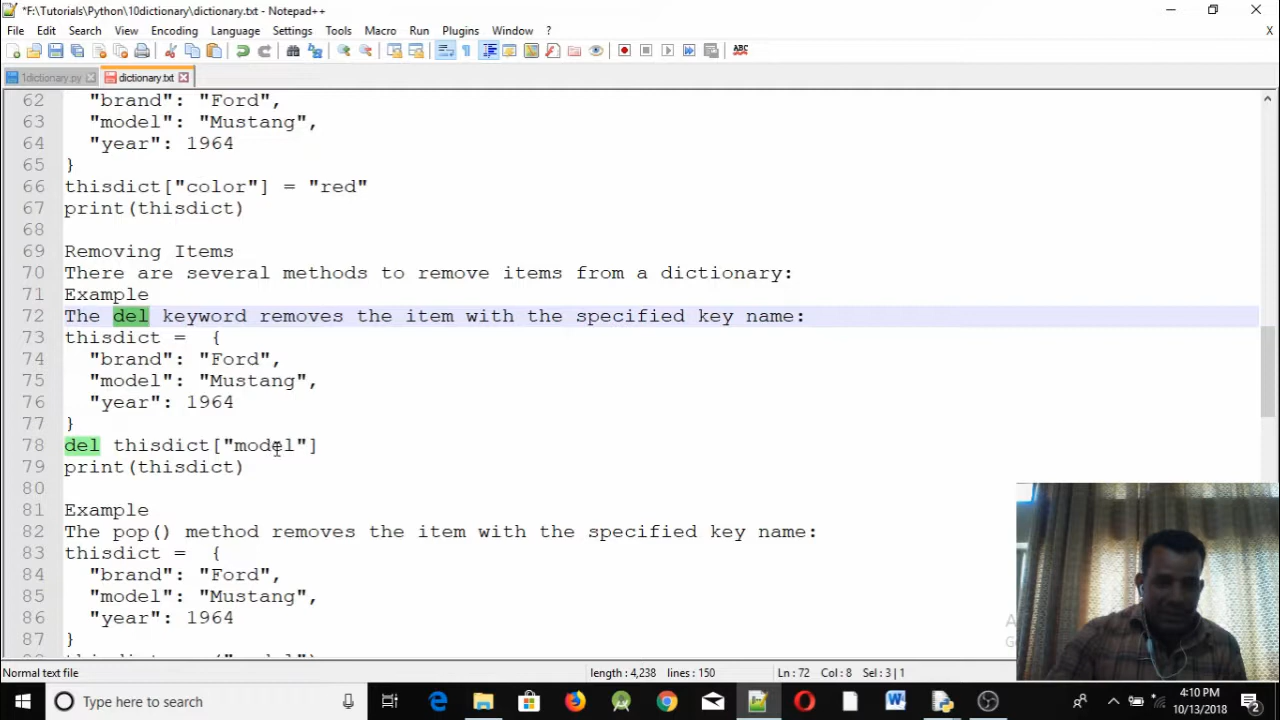 *F:\Tutorials\Python\10dictionary\dictionary.txt - Notepad++
File Edit Search View Encoding Language Settings Tools Macro Run Plugins Window ? X
1dictionary.py dictionary.txt
62 "brand": "Ford",
63 "model": "Mustang",
64 "year": 1964
65 }
66 thisdict["color"] = "red"
67 print(thisdict)
68
69 Removing Items
70 There are several methods to remove items from a dictionary:
71 Example
72 The del keyword removes the item with the specified key name:
73 thisdict =  {
74 "brand": "Ford",
75 "model": "Mustang",
76 "year": 1964
77 }
78 del thisdict["model"]
79 print(thisdict)
80
81 Example
82 The pop() method removes the item with the specified key name:
83 thisdict =  {
84 "brand": "Ford",
85 "model": "Mustang",
86 "year": 1964
87 }
Normal text file length : 4,238 lines : 150 Ln : 72 Col : 8 Sel : 3 | 1
Type here to search 4:10 PM
10/13/2018